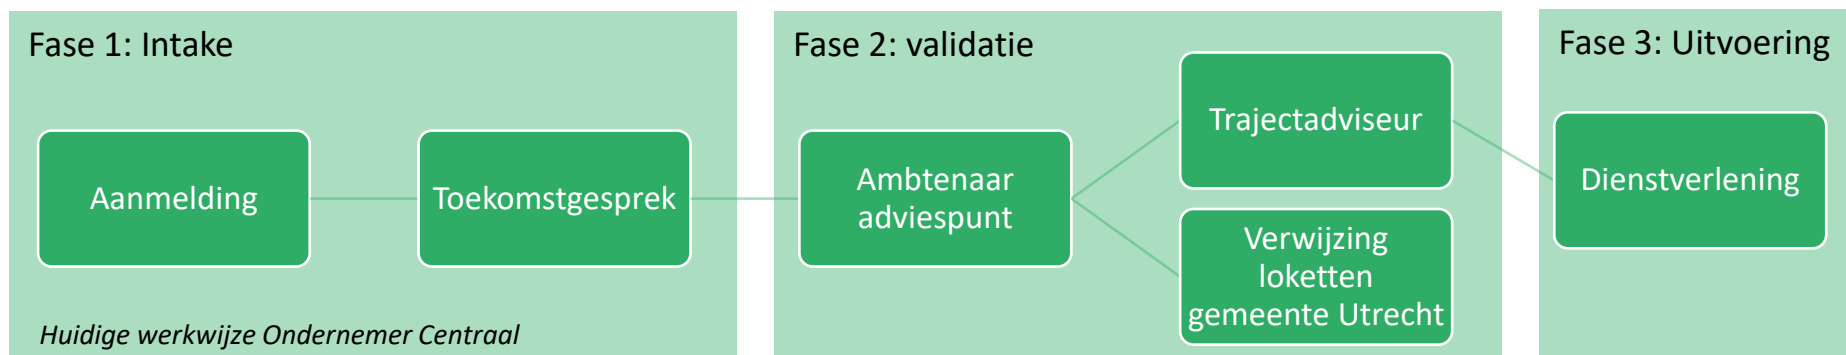 Fase 1: Intake
Aanmelding
Toekomstgesprek
Huidige werkwijze Ondernemer Centraal
Fase 2: validatie
Ambtenaar
adviespunt
Trajectadviseur
Verwijzing
loketten
gemeente Utrecht
Fase 3: Uitvoering
Dienstverlening